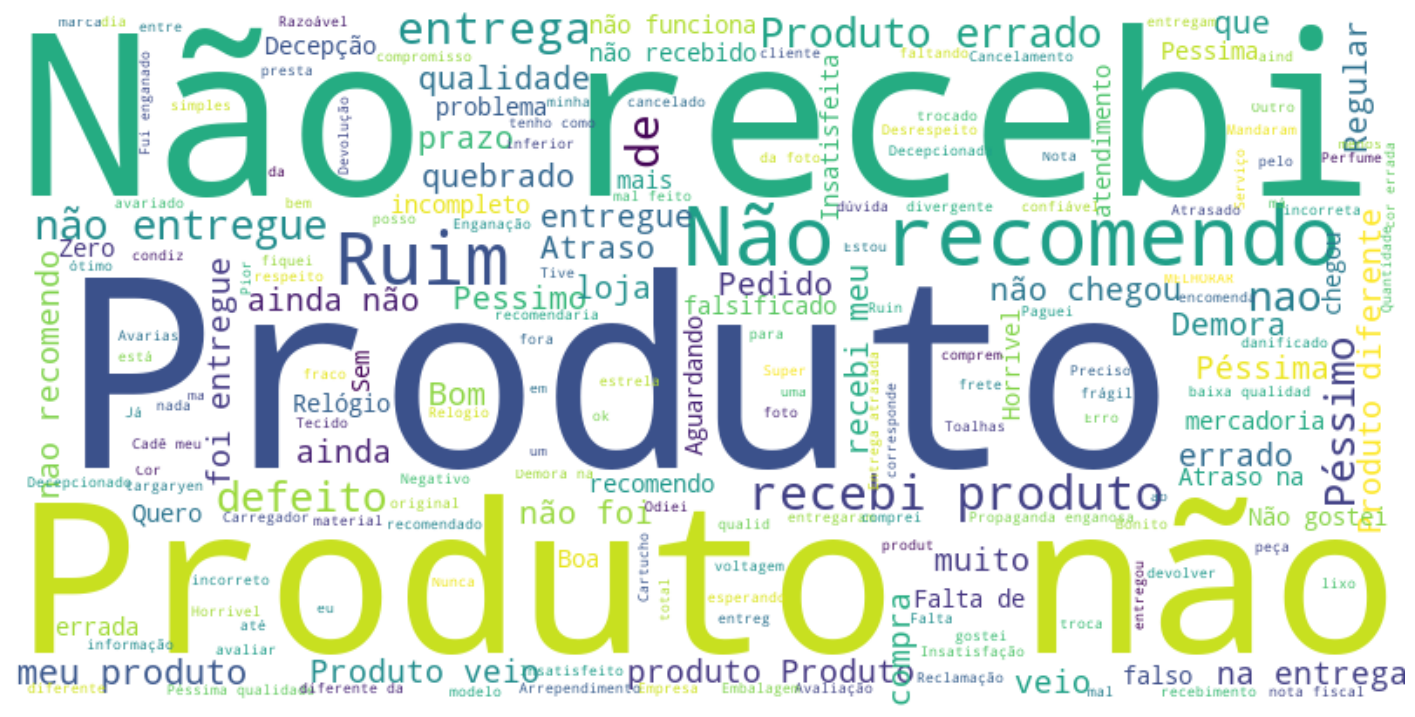 marca
dia
entre
Razoável
entrega
não funciona
Produto errado
entregam
que
Não recebi
Decepção
compromisso
não recebido
cliente
faltando
Cancelamento
Pessima
aind
Regular
presta
qualidade
Fui enganado
simples
Devolução
problema
minha
cancelado
Insatisfeita
trocado
atendimento
Outro
prazo
tenho como
Inferior
de
Desrespeito
Mandaram
da foto
Decepcionado
Nota
Serviço
pelo
Perfume
da
quebrado
mais
mal feito
avariado
bem
incompleto
posso
Enganação
entregue
dúvida
divergente
confiável
Atrasado
incorreta
cor errada
não entregue
Não recomendo
Zero
condiz
ótimo
Ruim
Atraso
Estou
fiquei
respeito
Pior
Tive
loja
Pedido
MELHORAR
não chegou
encomenda
nao
chegou
Quantidade
não recomendo
foi entregue
ainda não
Pessimo
recomendaria
falsificado
recebi meu
Ruin
Paguei
Demora
Produto diferente
Produto
Avarias
está
fora
para
danificado
Sem
fraco
estrela
Aguardando
Super
comprem
Horrível
Preciso
Péssima
Péssimo
Já
nada
ma
Relógio
Bom
Relogio
em
uma
foto
frete
frágil
baixa qualidad
Tecido
ok
Entrega atrasada
corresponde
Toalhas
Erro
mercadoria
Cadê meu
ainda
um
errado
Cor
Decepcionado
targaryen
Negativo
Demora na
recomendo
Atraso na
defeito
original
Odiei
recebi produto
ao
Quero
Carregador
material
recomendado
não foi
qualid
entregaram
comprei
Propaganda enganosa
Bonito
Não gostei
Produto não
Boa
Cartucho
voltagem
produt
muito
peça
incorreto
Nunca
devolver
lixo
Horrivel
eu
total
esperando
compra
Falta de
entregou
errada
até
entreg
Falta
troca
informação
avaliar
gostei
Insatisfação
meu produto
Produto veio
Insatisfeito
produto Produto
Reclamação
veio
falso
na entrega
diferente
Péssima qualidade
diferente da
modelo
Arrependimento
Empresa
Embalagem
Avaliação
mal
recebimento
nota fiscal